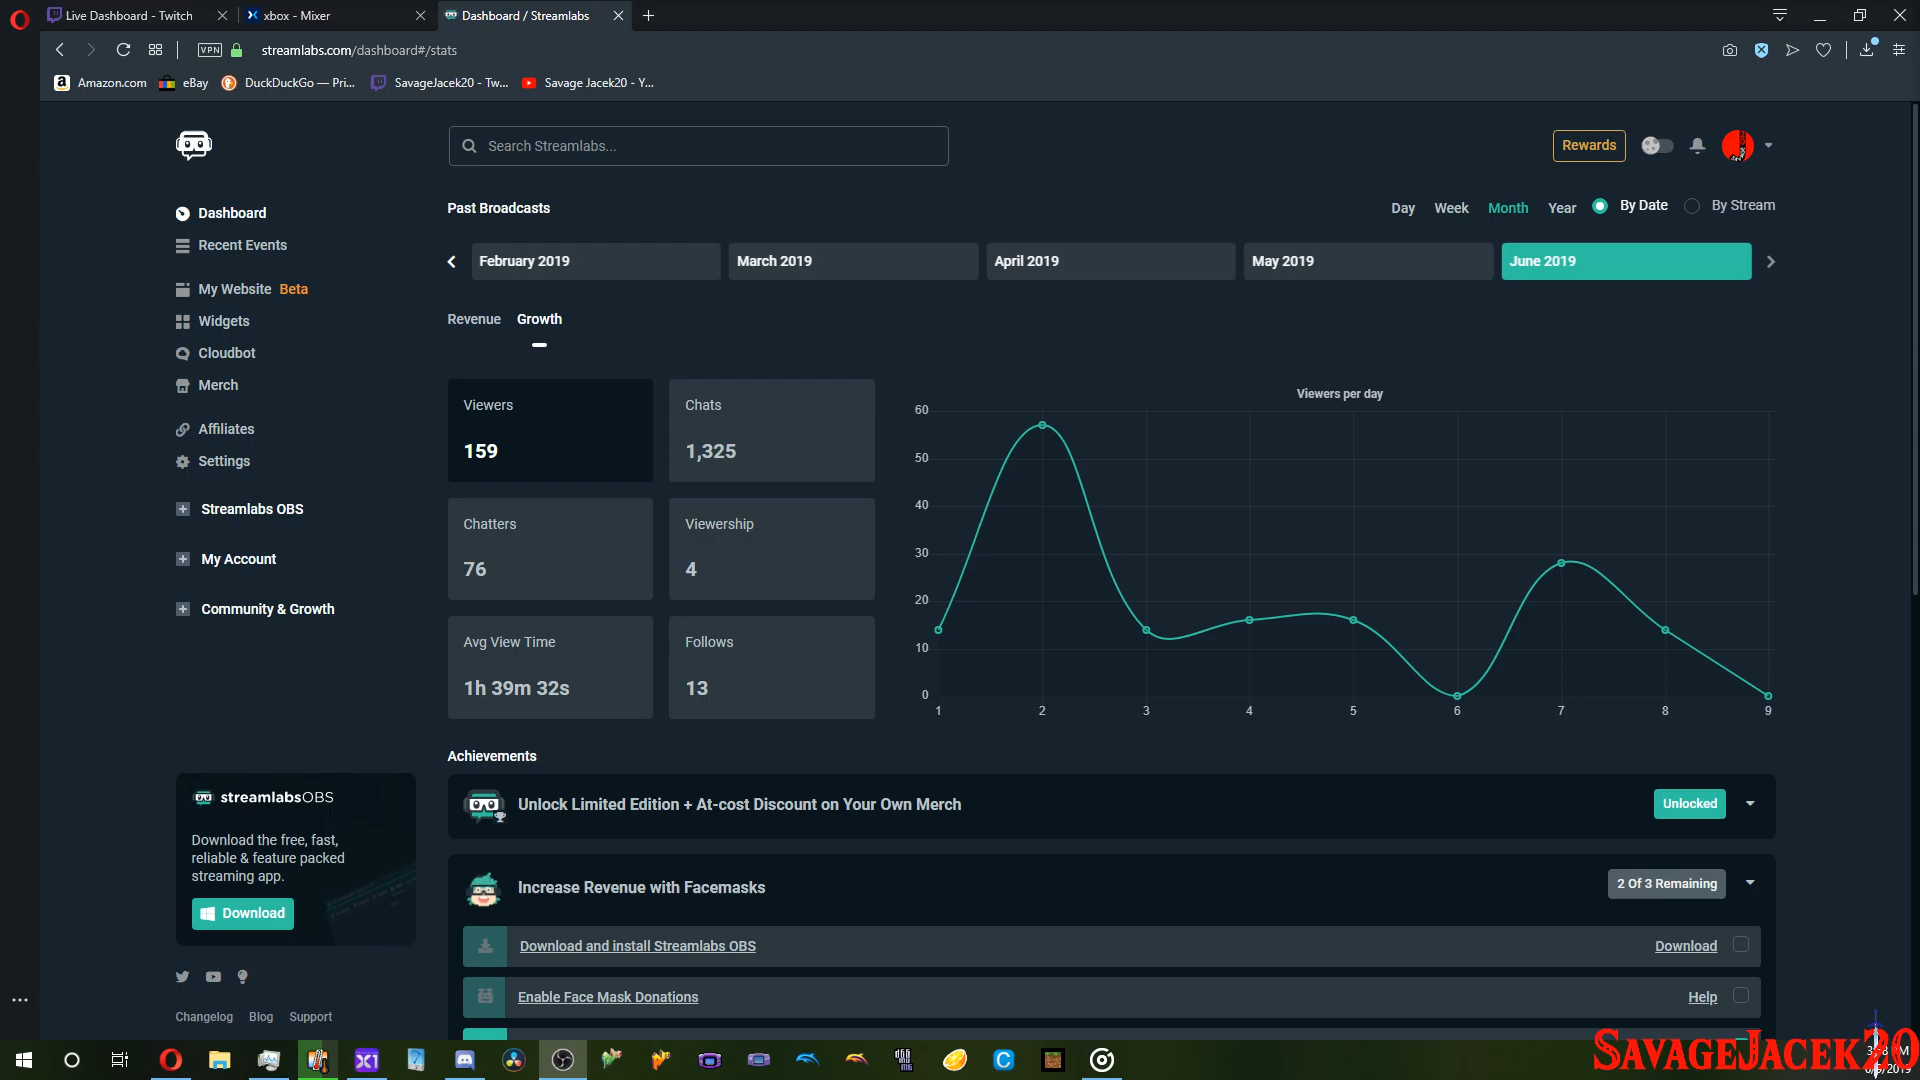 Live Dashboard - Twitch
xbox - Mixer
Dashboard / Streamlabs
VPN
streamlabs.com/dashboard#/stats
Amazon.com
eBay
DuckDuckGo — Pri...
SavageJacek20 - Tw...
Savage Jacek20 - Y...
Search Streamlabs...
Rewards
Dashboard
Recent Events
My Website Beta
Widgets
Cloudbot
Merch
Affiliates
Settings
Streamlabs OBS
My Account
Community & Growth
Past Broadcasts
Day Week Month Year By Date By Stream
February 2019 March 2019 April 2019 May 2019 June 2019
Revenue Growth
Viewers
159
Chats
1,325
Chatters
76
Viewership
4
Avg View Time
1h 39m 32s
Follows
13
Viewers per day
60
50
40
30
20
10
0
1 2 3 4 5 6 7 8 9
Achievements
Unlock Limited Edition + At-cost Discount on Your Own Merch
Unlocked
Increase Revenue with Facemasks
2 Of 3 Remaining
Download and install Streamlabs OBS
Download
Enable Face Mask Donations
Help
streamlabsOBS
Download the free, fast,
reliable & feature packed
streaming app.
Download
Changelog Blog Support
SavageJacek20